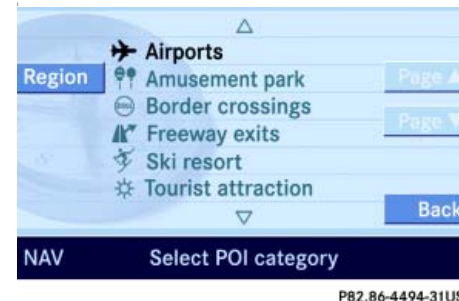 Airports
Region
Amusement park
Page ▲
Border crossings
Page ▼
Freeway exits
Ski resort
Tourist attraction
Back
NAV Select POI category
P82.86-4494-31US